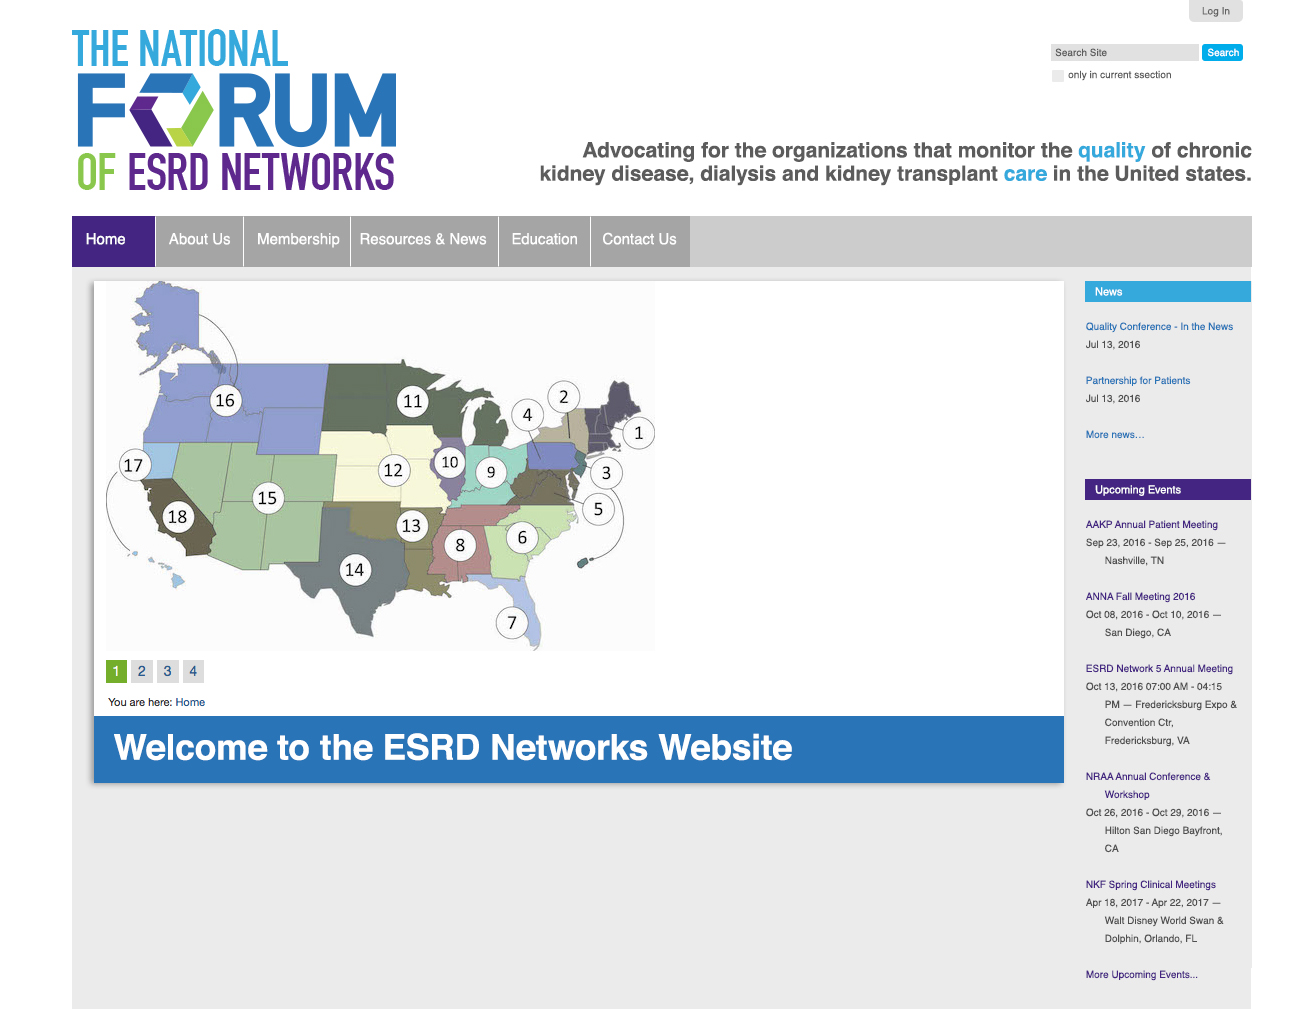 Log In
THE NATIONAL
FORUM
OF ESRD NETWORKS
Search Site
Search
only in current ssection
Advocating for the organizations that monitor the quality of chronic
kidney disease, dialysis and kidney transplant care in the United states.
Home
About Us
Membership
Resources & News
Education
Contact Us
16
11
2
4
1
17
12
10
9
3
15
18
13
5
8
6
14
7
1
2
3
4
You are here: Home
Welcome to the ESRD Networks Website
News
Quality Conference - In the News
Jul 13, 2016
Partnership for Patients
Jul 13, 2016
More news…
Upcoming Events
AAKP Annual Patient Meeting
Sep 23, 2016 - Sep 25, 2016 —
Nashville, TN
ANNA Fall Meeting 2016
Oct 08, 2016 - Oct 10, 2016 —
San Diego, CA
ESRD Network 5 Annual Meeting
Oct 13, 2016 07:00 AM - 04:15
PM — Fredericksburg Expo &
Convention Ctr,
Fredericksburg, VA
NRAA Annual Conference &
Workshop
Oct 26, 2016 - Oct 29, 2016 —
Hilton San Diego Bayfront,
CA
NKF Spring Clinical Meetings
Apr 18, 2017 - Apr 22, 2017 —
Walt Disney World Swan &
Dolphin, Orlando, FL
More Upcoming Events...